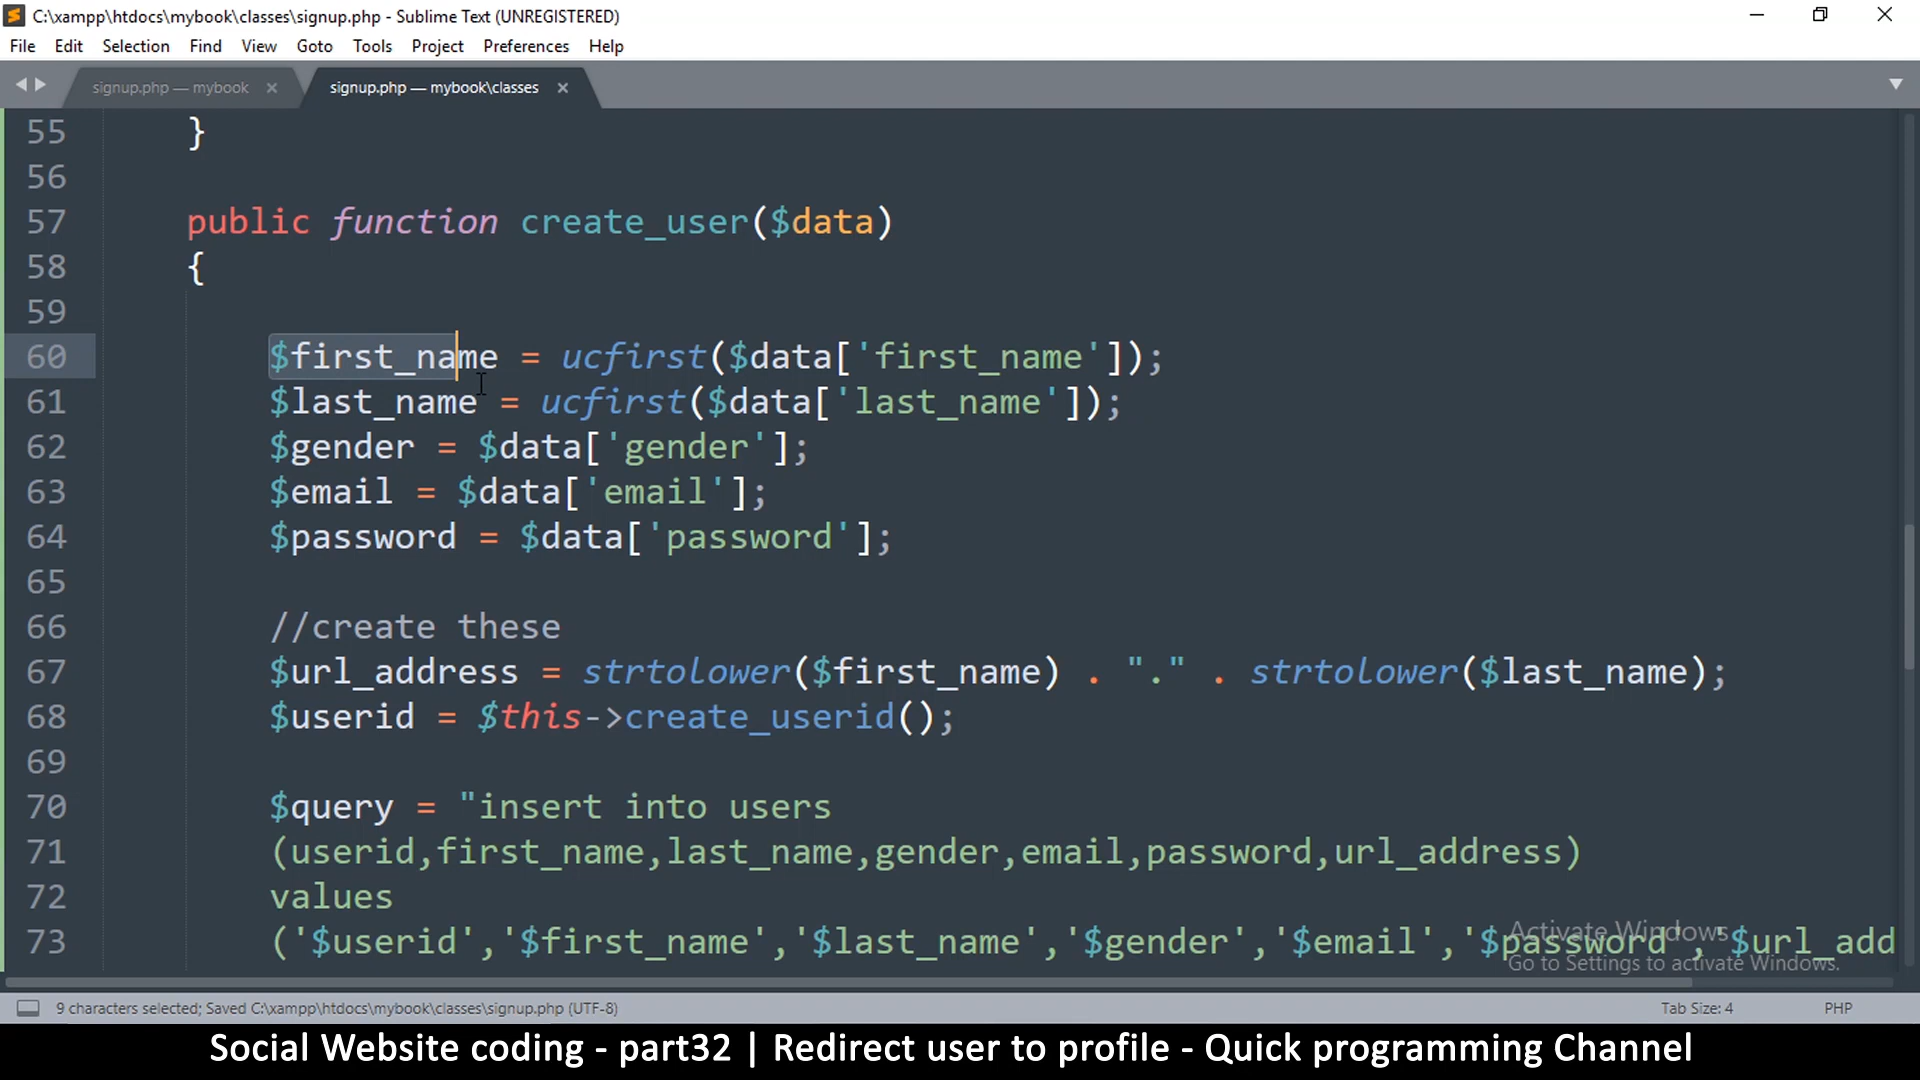 C:\xampp\htdocs\mybook\classes\signup.php - Sublime Text (UNREGISTERED)
File Edit Selection Find View Goto Tools Project Preferences Help
signup.php — mybook × signup.php — mybook\classes ×
55 }
56
57 public function create_user($data)
58 {
59
60 $first_name = ucfirst($data['first_name']);
61 $last_name = ucfirst($data['last_name']);
62 $gender = $data['gender'];
63 $email = $data['email'];
64 $password = $data['password'];
65
66 //create these
67 $url_address = strtolower($first_name) . "." . strtolower($last_name);
68 $userid = $this->create_userid();
69
70 $query = "insert into users
71 (userid,first_name,last_name,gender,email,password,url_address)
72 values
73 ('$userid','$first_name','$last_name','$gender','$email','$password','$url_add
Activate Windows
Go to Settings to activate Windows.
9 characters selected; Saved C:\xampp\htdocs\mybook\classes\signup.php (UTF-8) Tab Size: 4 PHP
Social Website coding - part32 | Redirect user to profile - Quick programming Channel